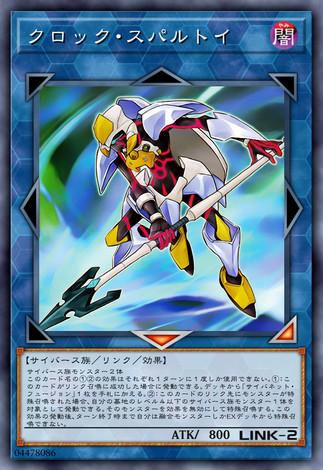 クロック・スパルトイ
闇
やみ
【サイバース族／リンク／効果】
サイバース族モンスター２体
このカード名の①②の効果はそれぞれ１ターンに１度しか使用できない。①：こ
のカードがリンク召喚に成功した場合に発動できる。デッキから「サイバネット・
フュージョン」１枚を手札に加える。②：このカードのリンク先にモンスターが特
殊召喚された場合、自分の墓地のレベル４以下のサイバース族モンスター１体を
対象として発動できる。そのモンスターを効果を無効にして特殊召喚する。この効
果の発動後、ターン終了時まで自分は融合モンスターしかＥＸデッキから特殊召
喚できない。
ATK/ 800 LINK-2
04478086